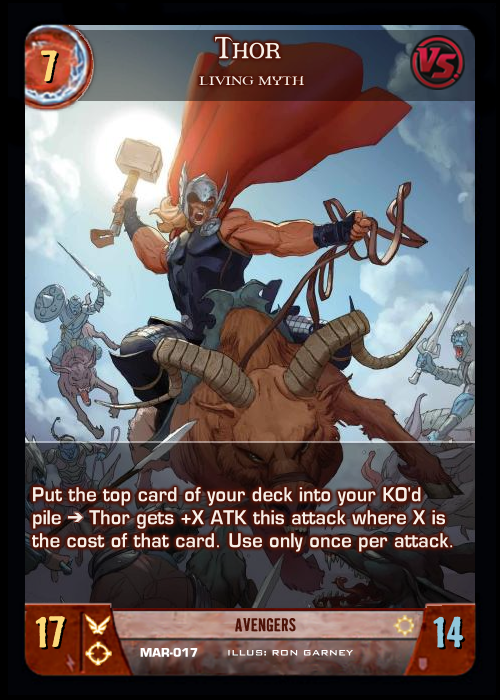 7
THOR
LIVING MYTH
VS.
Put the top card of your deck into your KO'd
pile ➔ Thor gets +X ATK this attack where X is
the cost of that card. Use only once per attack.
17
AVENGERS
14
MAR-017 ILLUS: RON GARNEY